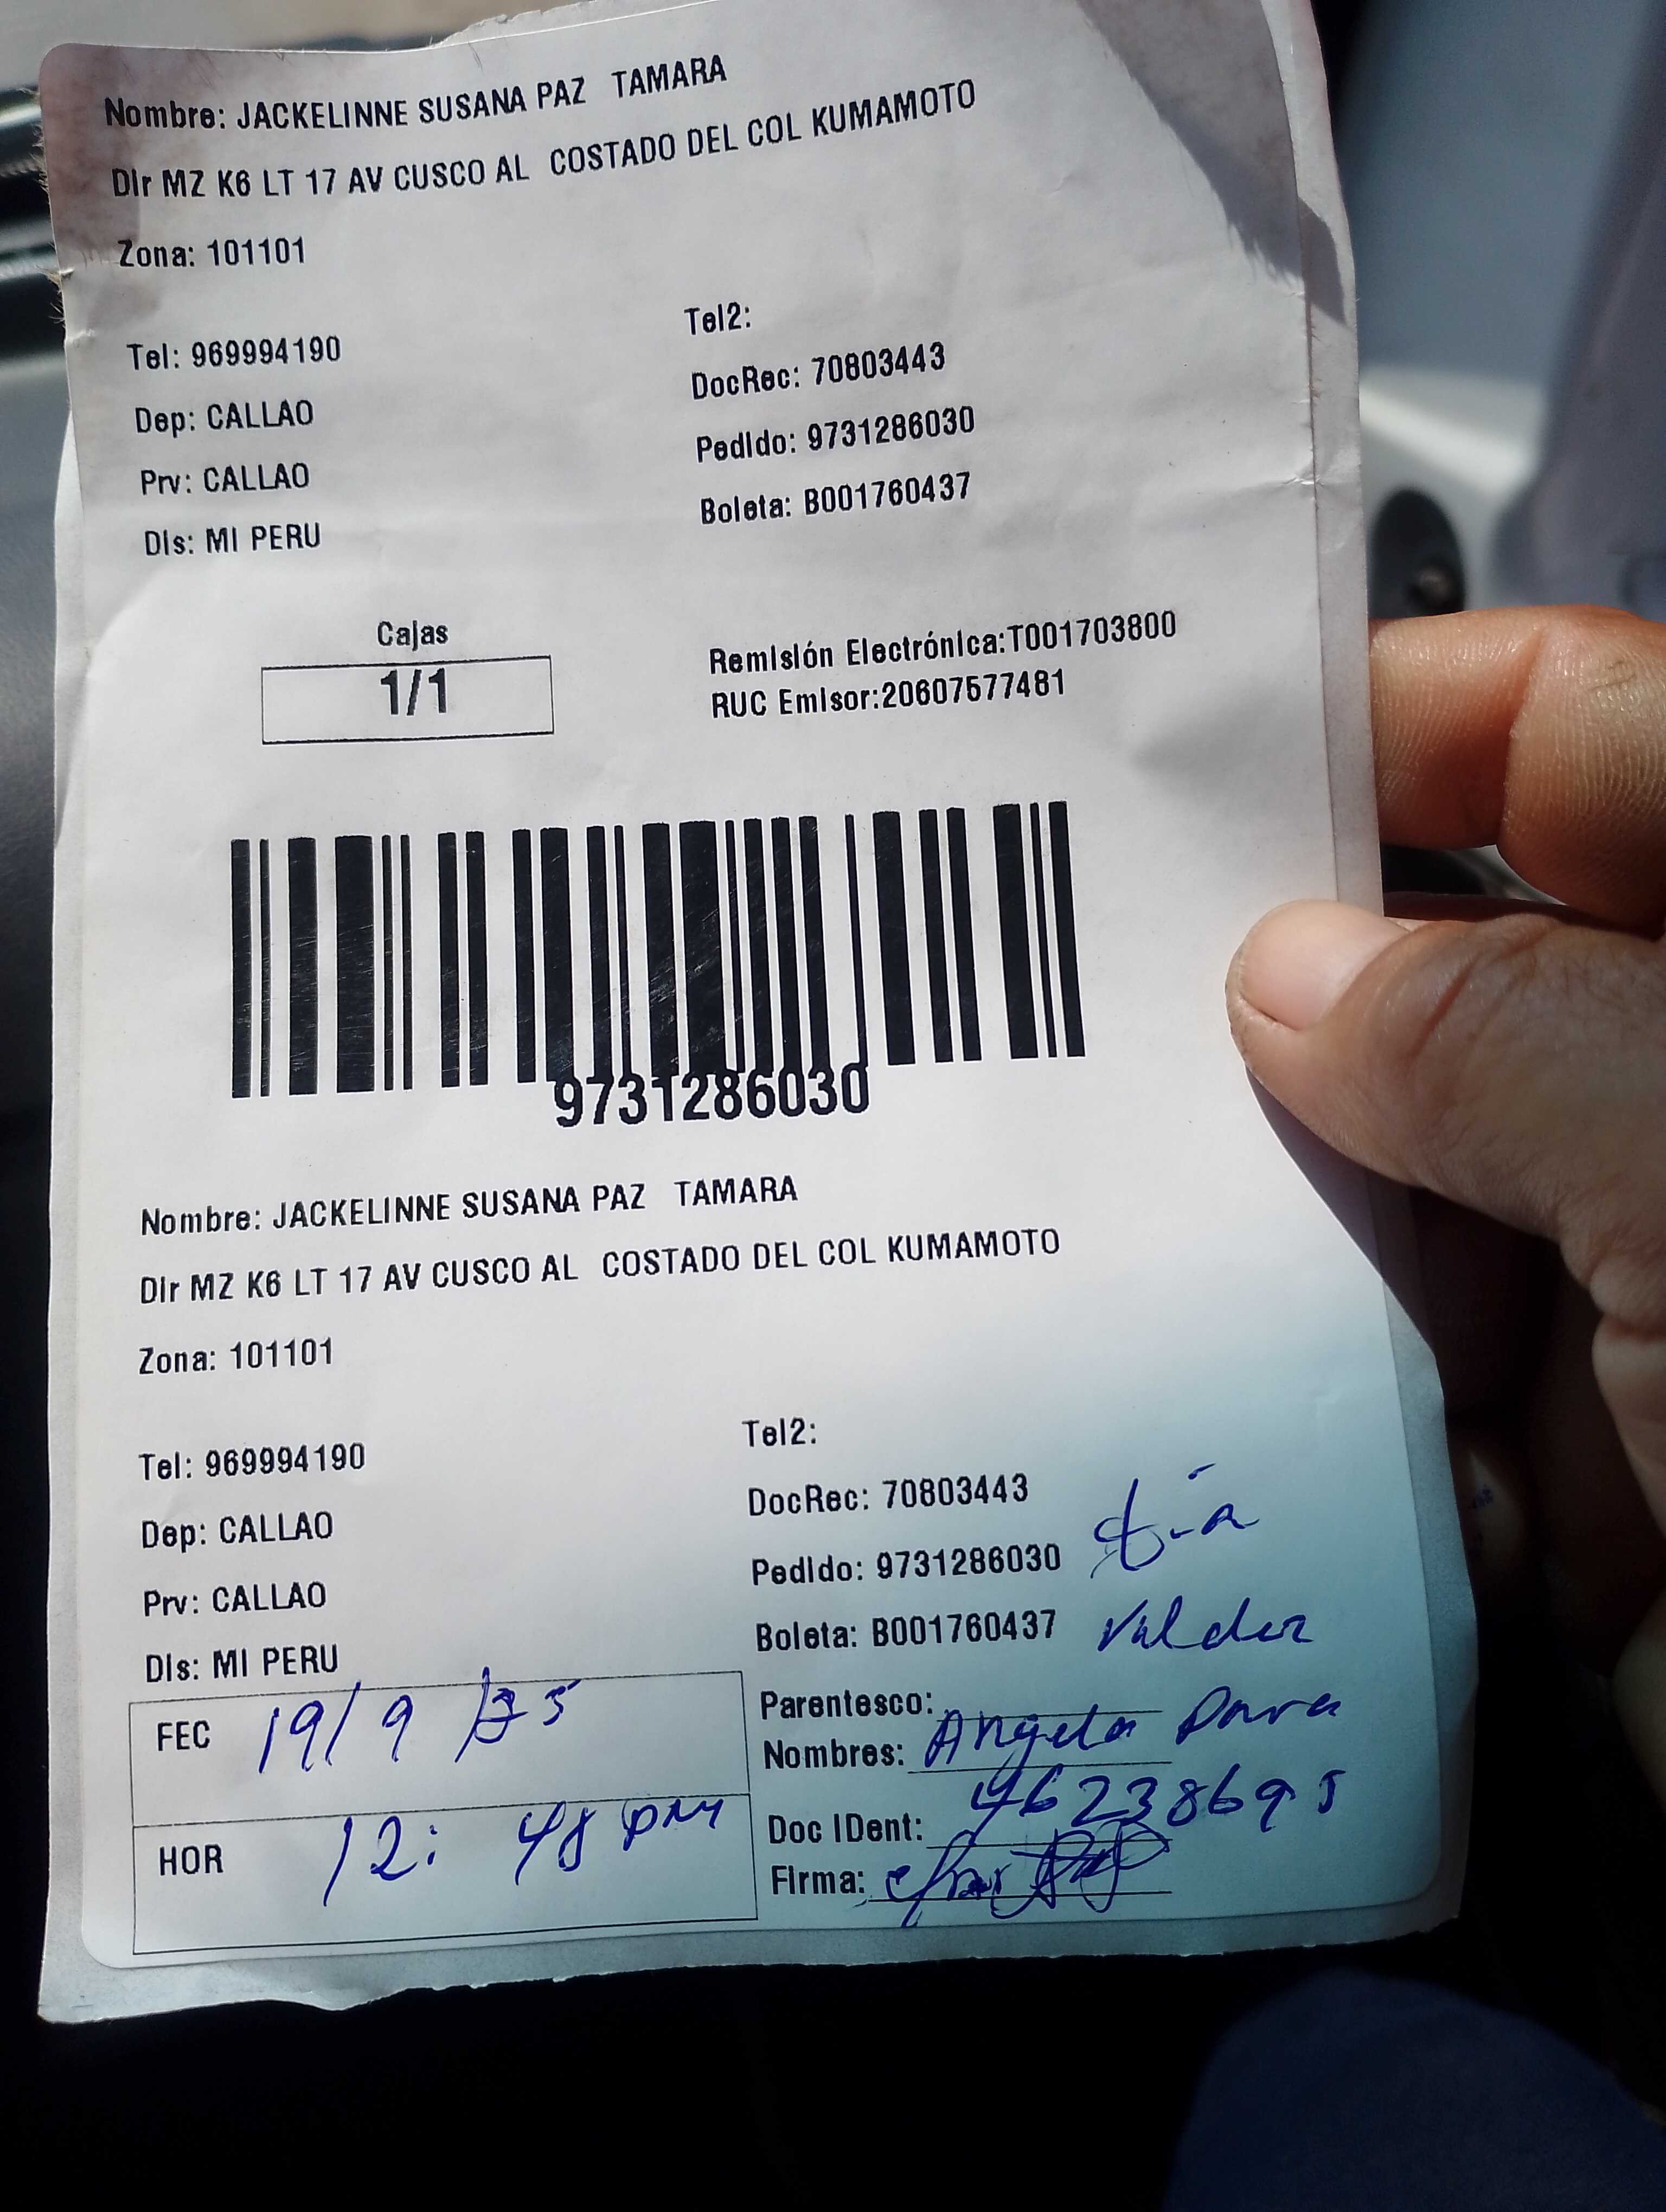 Nombre: JACKELINNE SUSANA PAZ TAMARA
Dir MZ K6 LT 17 AV CUSCO AL COSTADO DEL COL KUMAMOTO
Zona: 101101
Tel: 969994190
Tel2:
Dep: CALLAO
DocRec: 70803443
Prv: CALLAO
Pedido: 9731286030
Dis: MI PERU
Boleta: B001760437
Cajas
1/1
Remisión Electrónica:T001703800
RUC Emisor:20607577481
9731286030
Nombre: JACKELINNE SUSANA PAZ TAMARA
Dir MZ K6 LT 17 AV CUSCO AL COSTADO DEL COL KUMAMOTO
Zona: 101101
Tel: 969994190
Tel2:
Dep: CALLAO
DocRec: 70803443
Prv: CALLAO
Pedido: 9731286030
Dis: MI PERU
Boleta: B001760437
tia
Valdez
FEC 19/9/25
HOR 12:48 PM
Parentesco:
Nombres: Angela
Doc IDent: 46238695
Firma: